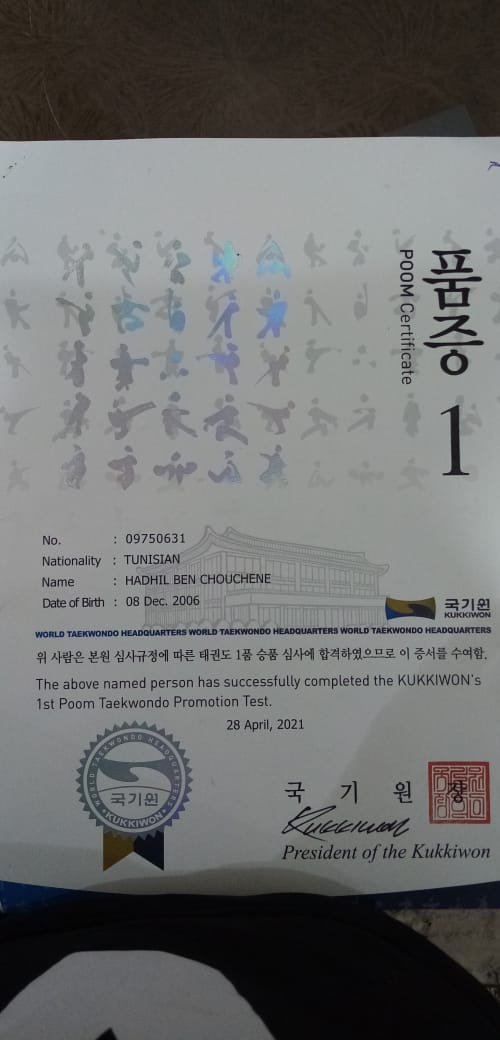 품증
POOM Certificate
1
No. : 09750631
Nationality : TUNISIAN
Name : HADHIL BEN CHOUCHENE
Date of Birth : 08 Dec. 2006
국기원
KUKKIWON
WORLD TAEKWONDO HEADQUARTERS WORLD TAEKWONDO HEADQUARTERS WORLD TAEKWONDO HEADQUARTERS
위 사람은 본원 심사규정에 따른 태권도 1품 승품 심사에 합격하였으므로 이 증서를 수여함.
The above named person has successfully completed the KUKKIWON's
1st Poom Taekwondo Promotion Test.
28 April, 2021
WORLD TAEKWONDO HEADQUARTERS
국기원
KUKKIWON
국 기 원 장
Kukkiwon
President of the Kukkiwon